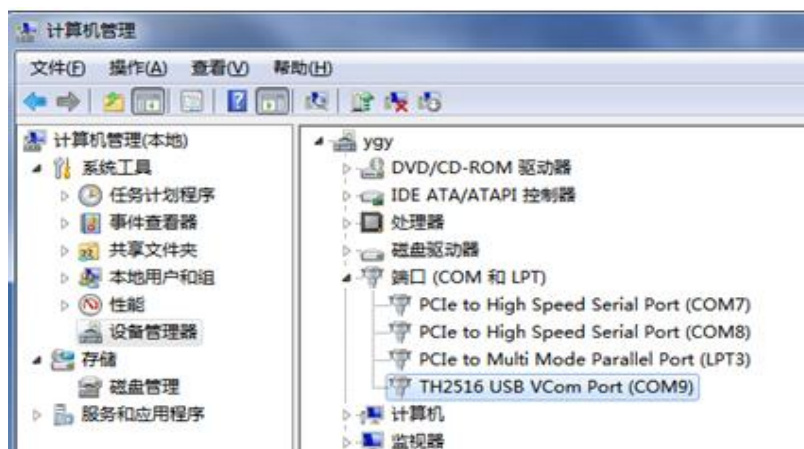 计算机管理
文件(F) 操作(A) 查看(V) 帮助(H)
计算机管理(本地)
系统工具
任务计划程序
事件查看器
共享文件夹
本地用户和组
性能
设备管理器
存储
磁盘管理
服务和应用程序
ygy
DVD/CD-ROM 驱动器
IDE ATA/ATAPI 控制器
处理器
磁盘驱动器
端口 (COM 和 LPT)
PCIe to High Speed Serial Port (COM7)
PCIe to High Speed Serial Port (COM8)
PCIe to Multi Mode Parallel Port (LPT3)
TH2516 USB VCom Port (COM9)
计算机
监视器